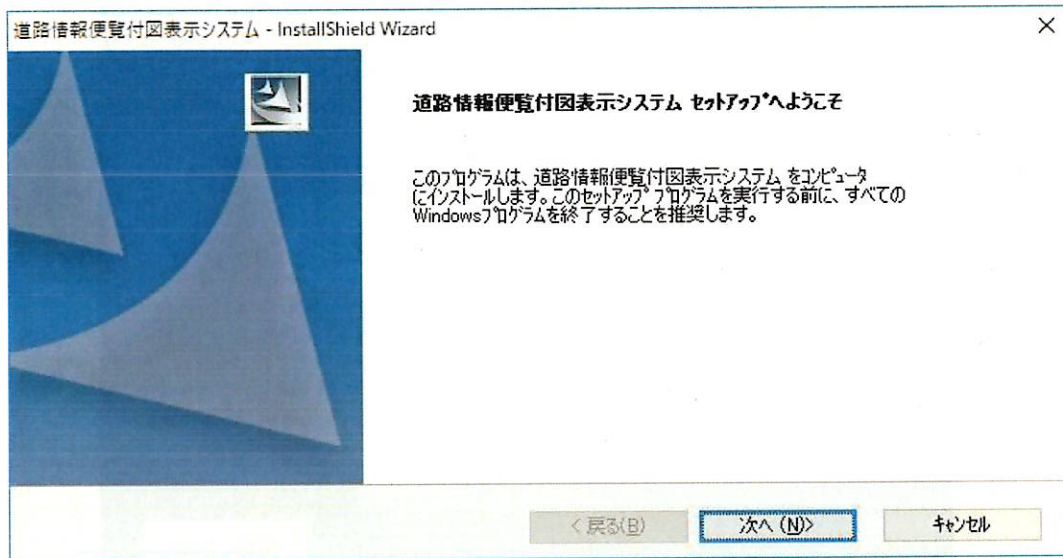 道路情報便覧付図表示システム - InstallShield Wizard
道路情報便覧付図表示システム ｾｯﾄｱｯﾌﾟへようこそ
このﾌﾟﾛｸﾞﾗﾑは、道路情報便覧付図表示システム をｺﾝﾋﾟｭｰﾀ
にｲﾝｽﾄｰﾙします。このｾｯﾄｱｯﾌﾟ ﾌﾟﾛｸﾞﾗﾑを実行する前に、すべての
Windowsﾌﾟﾛｸﾞﾗﾑを終了することを推奨します。
< 戻る(B)
次へ (N)>
ｷｬﾝｾﾙ